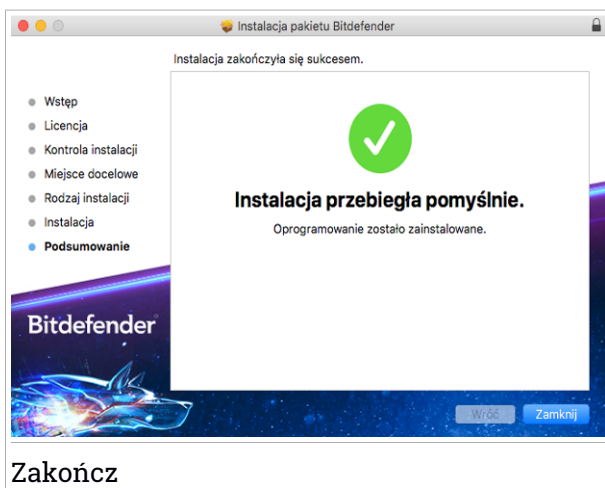 Instalacja pakietu Bitdefender
Instalacja zakończyła się sukcesem.
Wstęp
Licencja
Kontrola instalacji
Miejsce docelowe
Rodzaj instalacji
Instalacja
Podsumowanie
Instalacja przebiegła pomyślnie.
Oprogramowanie zostało zainstalowane.
Bitdefender
Wróć
Zamknij
Zakończ